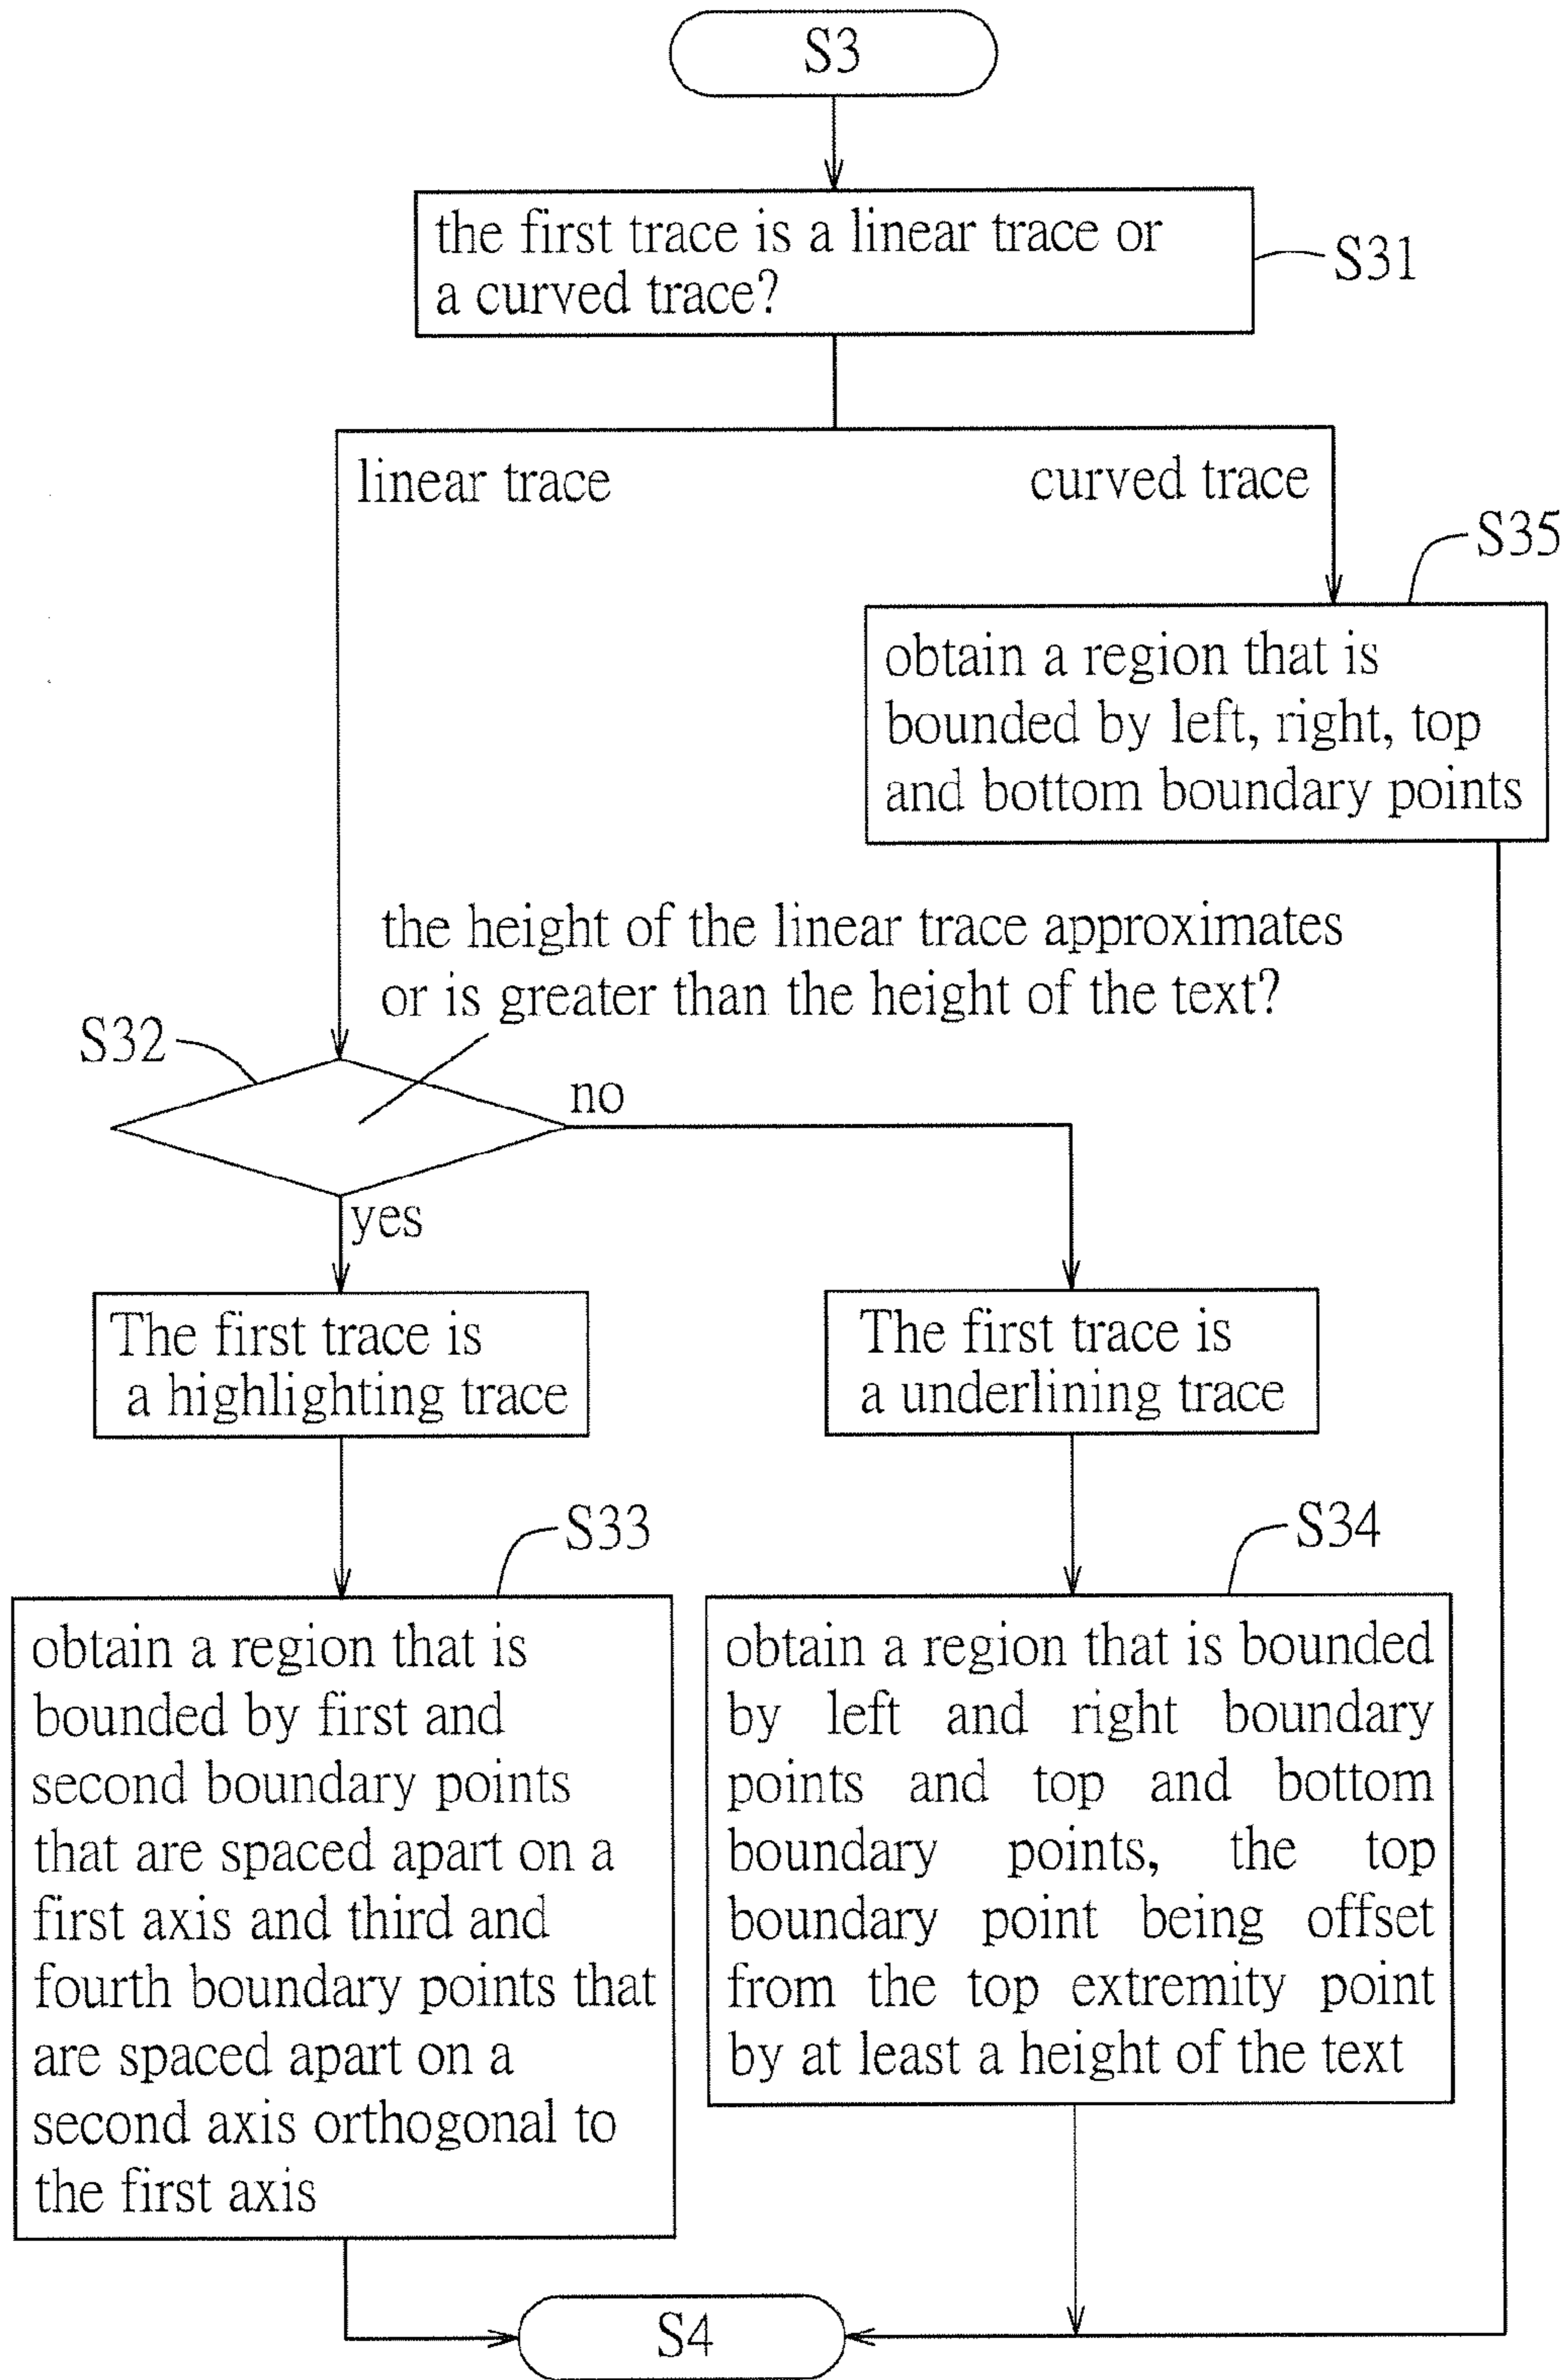 S3
the first trace is a linear trace or
a curved trace?
S31
linear trace
curved trace
S35
obtain a region that is
bounded by left, right, top
and bottom boundary points
the height of the linear trace approximates
or is greater than the height of the text?
S32
no
yes
The first trace is
a highlighting trace
The first trace is
a underlining trace
S33
S34
obtain a region that is
bounded by first and
second boundary points
that are spaced apart on a
first axis and third and
fourth boundary points that
are spaced apart on a
second axis orthogonal to
the first axis
obtain a region that is bounded
by left and right boundary
points and top and bottom
boundary points, the top
boundary point being offset
from the top extremity point
by at least a height of the text
S4